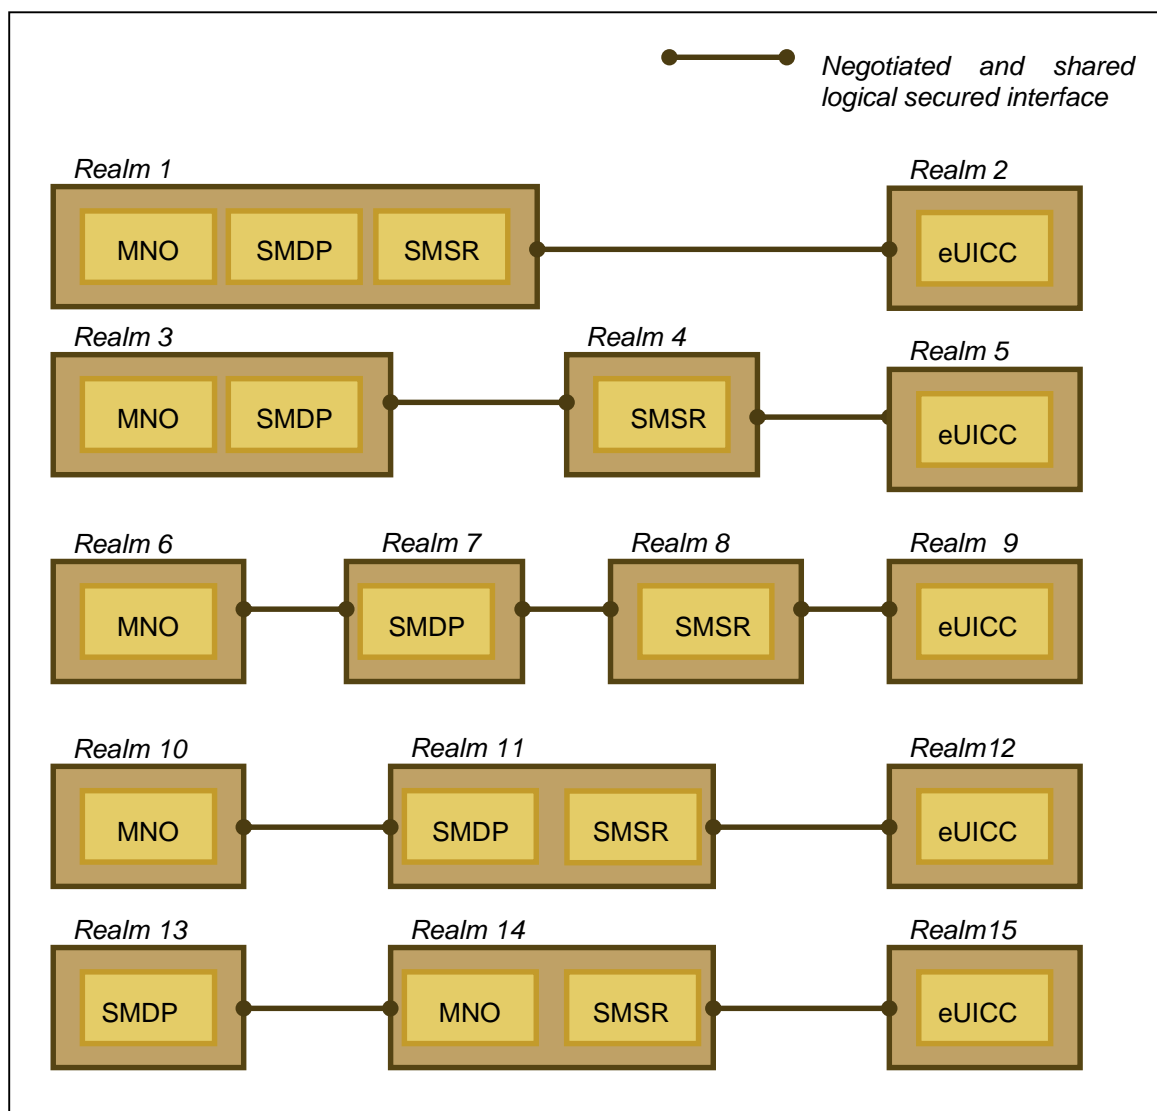 Negotiated and shared
logical secured interface
Realm 1
Realm 2
MNO SMDP SMSR eUICC
Realm 3 Realm 4
Realm 5
MNO SMDP SMSR eUICC
Realm 6 Realm 7 Realm 8 Realm 9
MNO SMDP SMSR eUICC
Realm 10 Realm 11 Realm12
MNO SMDP SMSR eUICC
Realm 13 Realm 14 Realm15
SMDP MNO SMSR eUICC